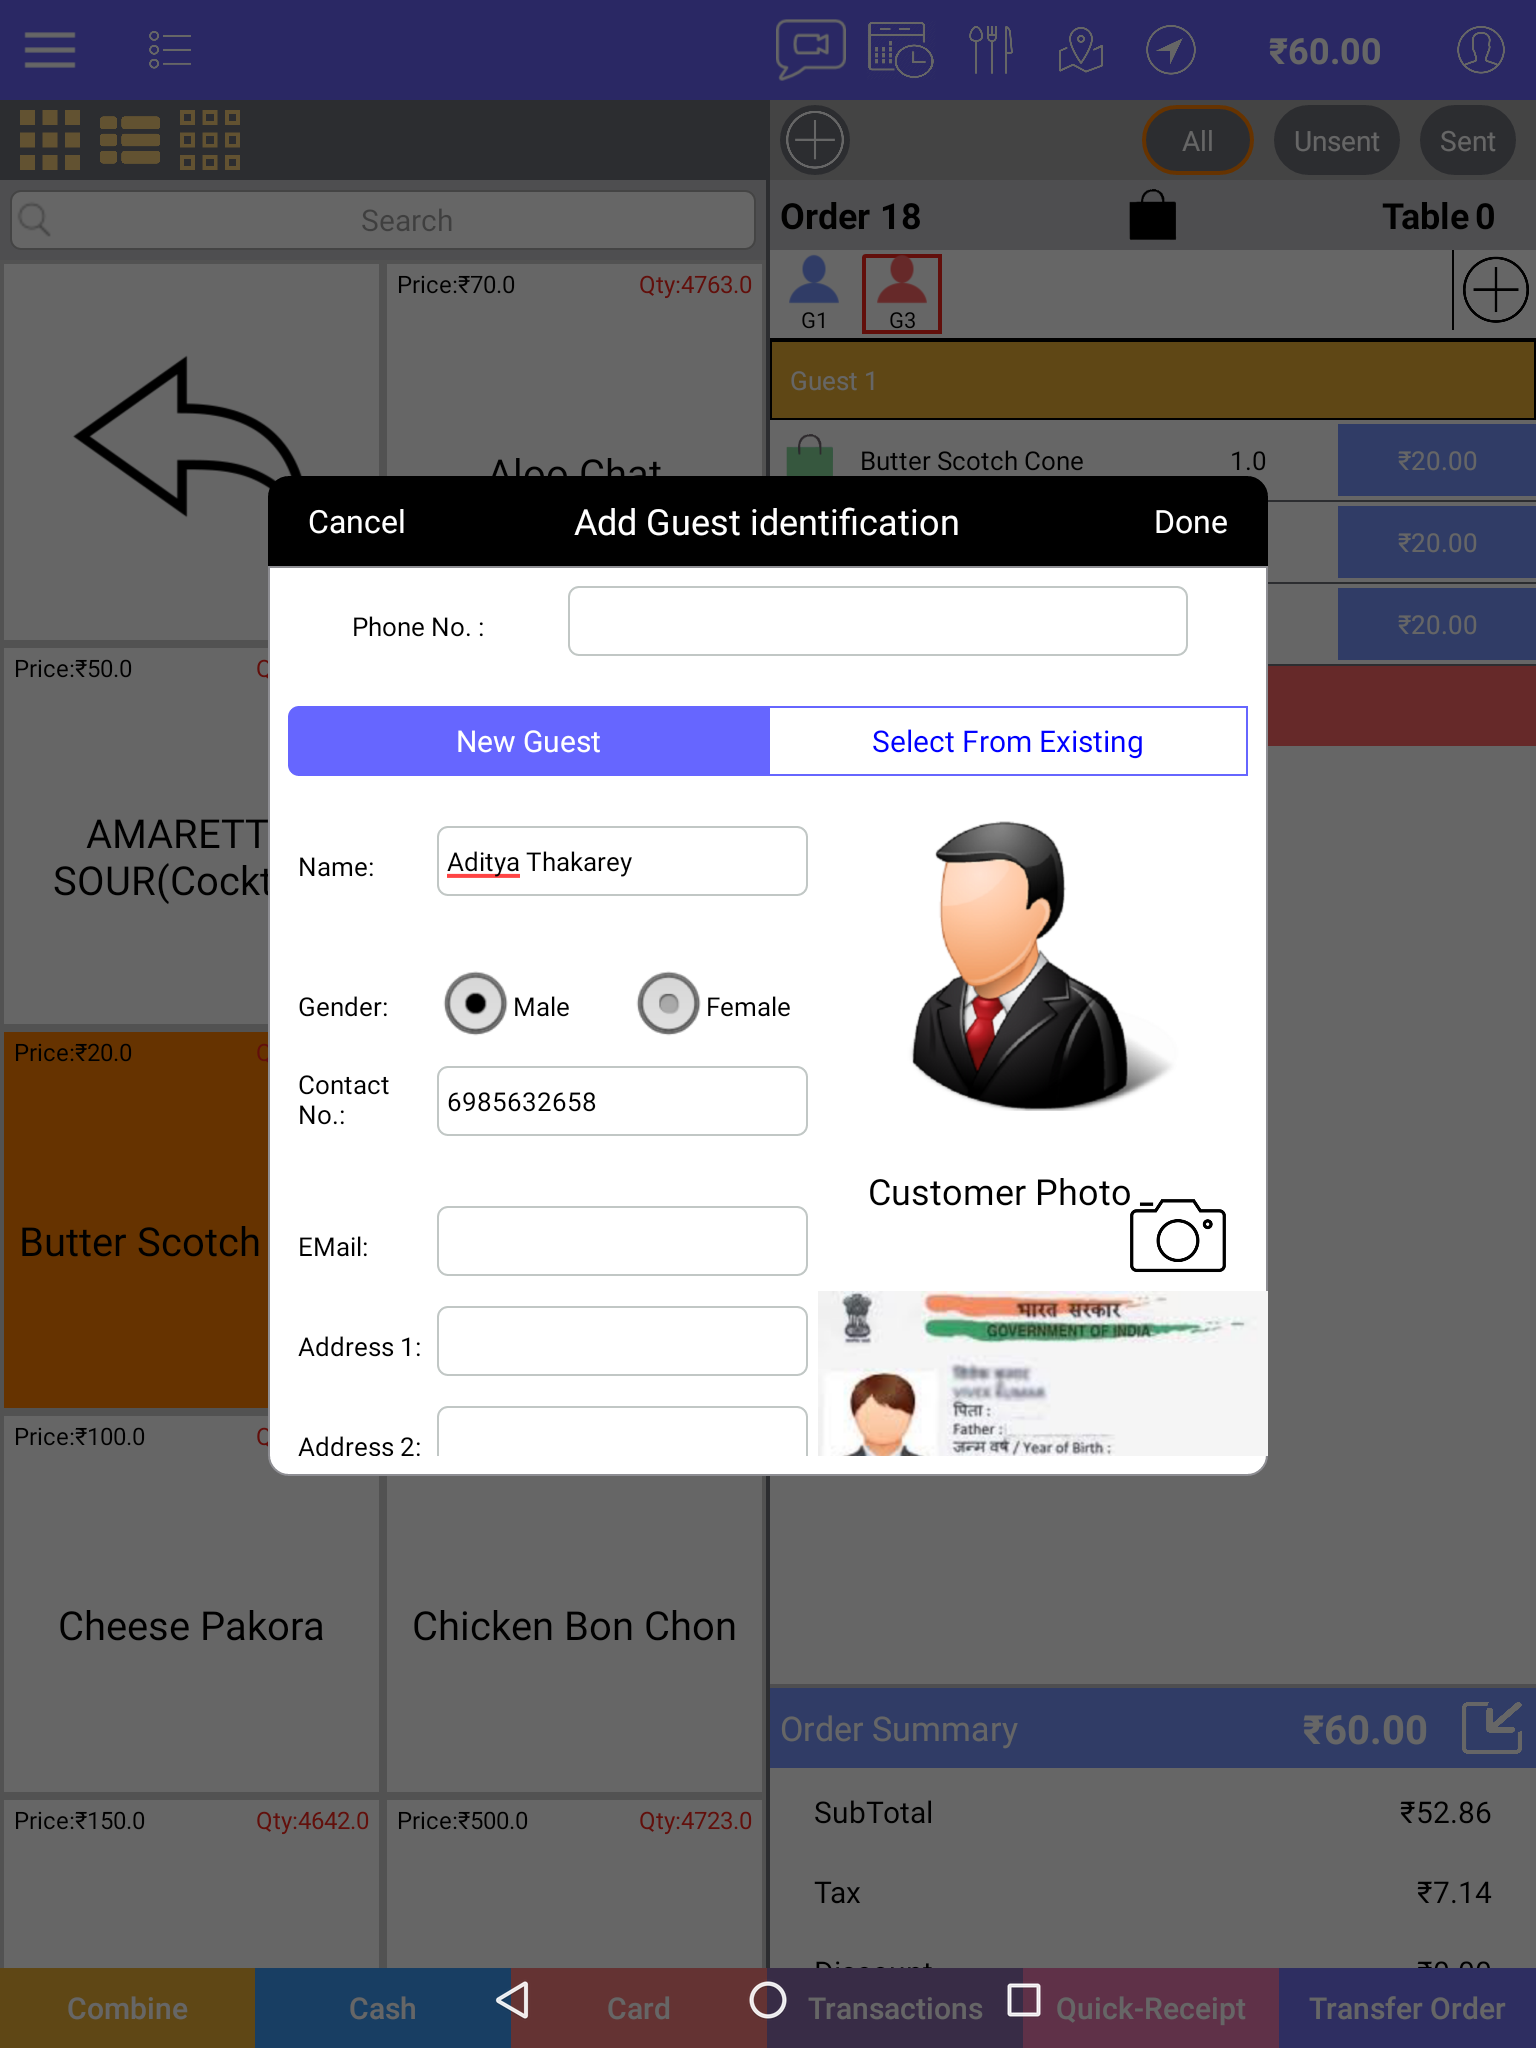 ₹60.00
All
Unsent
Sent
Search
Order 18
Table 0
G1
G3
Price:₹70.0
Qty:4763.0
Aloo Chat
Guest 1
Butter Scotch Cone
1.0
₹20.00
₹20.00
₹20.00
Cancel
Add Guest identification
Done
Phone No. :
New Guest
Select From Existing
Name:
Aditya Thakarey
Gender:
Male
Female
Contact
No.:
6985632658
Customer Photo
EMail:
Address 1:
Address 2:
भारत सरकार
GOVERNMENT OF INDIA
VIVEK KUMAR
पिता :
Father :
जन्म वर्ष / Year of Birth :
Price:₹50.0
AMARETT
SOUR(Cockt
Price:₹20.0
Butter Scotch
Price:₹100.0
Cheese Pakora
Chicken Bon Chon
Price:₹150.0
Qty:4642.0
Price:₹500.0
Qty:4723.0
Order Summary
₹60.00
SubTotal
₹52.86
Tax
₹7.14
Discount
₹0.00
Combine
Cash
Card
Transactions
Quick-Receipt
Transfer Order